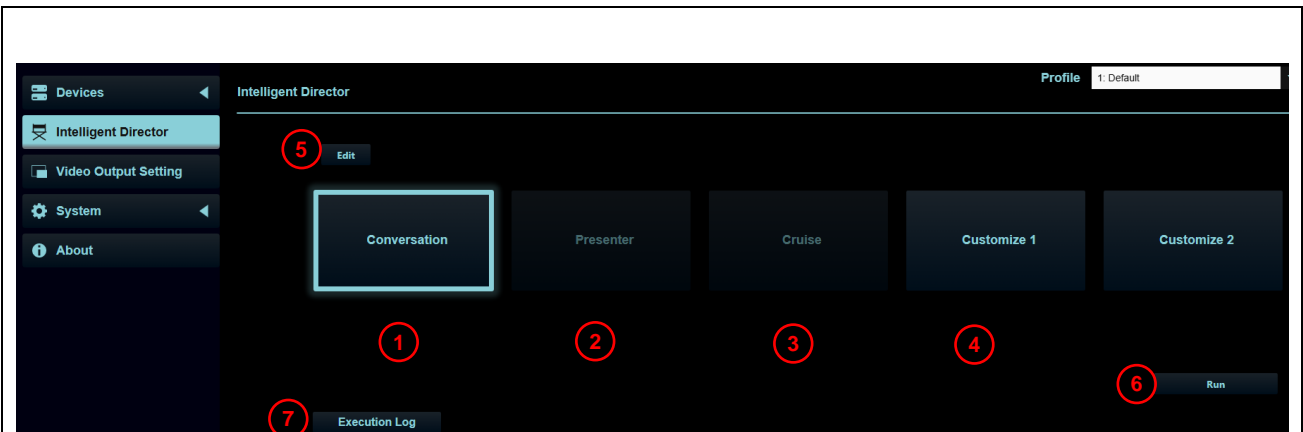 Profile 1: Default
Devices
Intelligent Director
Intelligent Director
5 Edit
Video Output Setting
System
Conversation Presenter Cruise Customize 1 Customize 2
About
1 2 3 4
6 Run
7 Execution Log